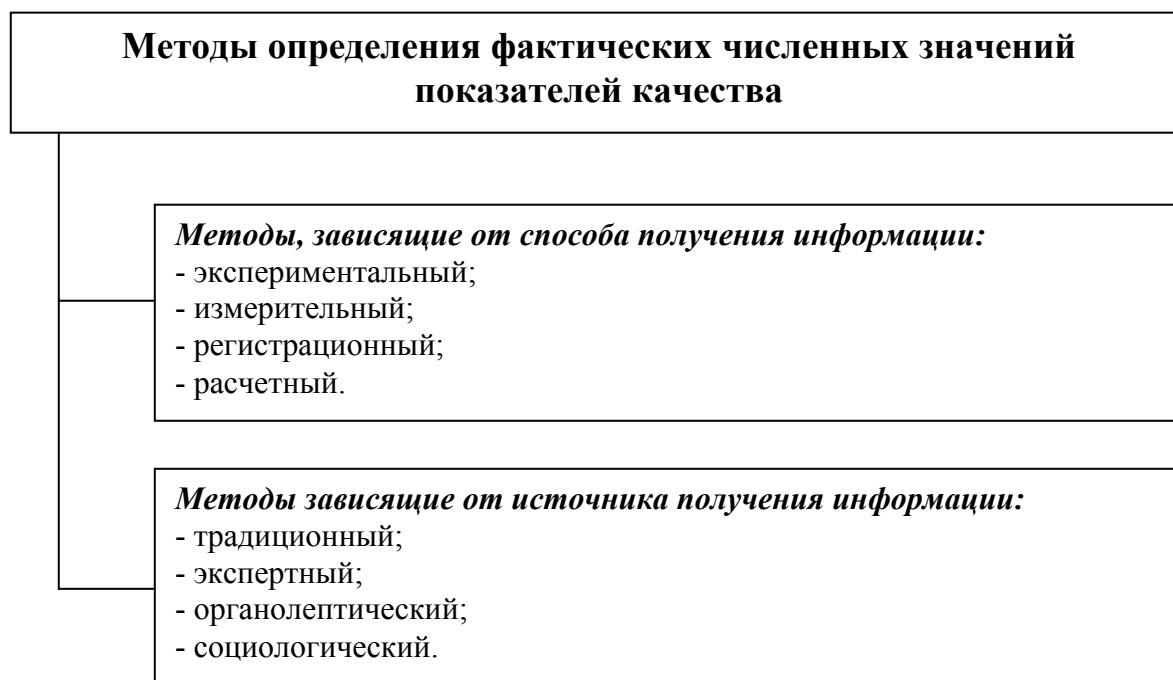 Методы определения фактических численных значений
показателей качества
Методы, зависящие от способа получения информации:
- экспериментальный;
- измерительный;
- регистрационный;
- расчетный.
Методы зависящие от источника получения информации:
- традиционный;
- экспертный;
- органолептический;
- социологический.